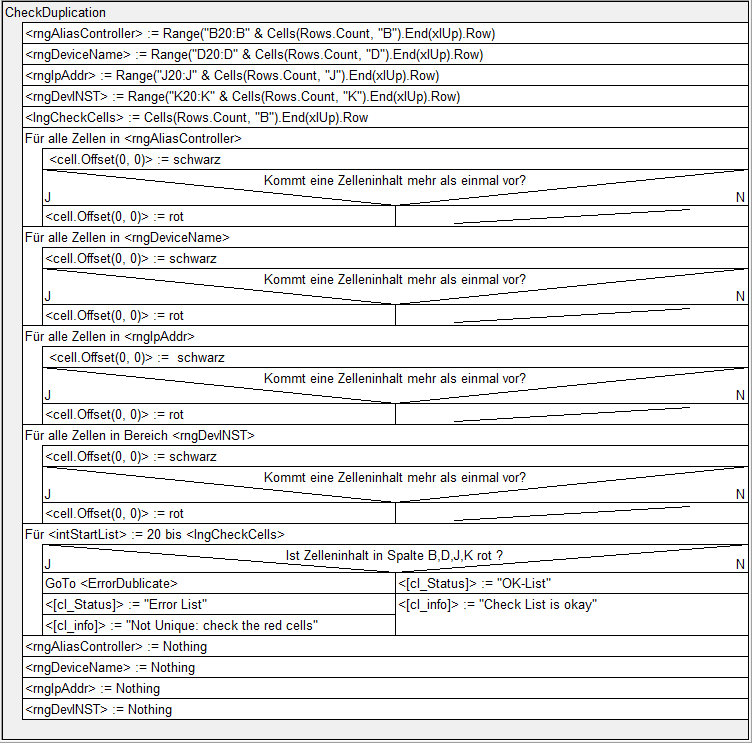 CheckDuplication
<rngAliasController> := Range("B20:B" & Cells(Rows.Count, "B").End(xlUp).Row)
<rngDeviceName> := Range("D20:D" & Cells(Rows.Count, "D").End(xlUp).Row)
<rngIpAddr> := Range("J20:J" & Cells(Rows.Count, "J").End(xlUp).Row)
<rngDevINST> := Range("K20:K" & Cells(Rows.Count, "K").End(xlUp).Row)
<lngCheckCells> := Cells(Rows.Count, "B").End(xlUp).Row
Für alle Zellen in <rngAliasController>
<cell.Offset(0, 0)> := schwarz
Kommt eine Zelleninhalt mehr als einmal vor?
J N
<cell.Offset(0, 0)> := rot
Für alle Zellen in <rngDeviceName>
<cell.Offset(0, 0)> := schwarz
Kommt eine Zelleninhalt mehr als einmal vor?
J N
<cell.Offset(0, 0)> := rot
Für alle Zellen in <rngIpAddr>
<cell.Offset(0, 0)> := schwarz
Kommt eine Zelleninhalt mehr als einmal vor?
J N
<cell.Offset(0, 0)> := rot
Für alle Zellen in Bereich <rngDevINST>
<cell.Offset(0, 0)> := schwarz
Kommt eine Zelleninhalt mehr als einmal vor?
J N
<cell.Offset(0, 0)> := rot
Für <intStartList> := 20 bis <lngCheckCells>
Ist Zelleninhalt in Spalte B,D,J,K rot ?
J N
GoTo <ErrorDublicate>
<[cl_Status]> := "Error List"
<[cl_info]> := "Not Unique: check the red cells"
<[cl_Status]> := "OK-List"
<[cl_info]> := "Check List is okay"
<rngAliasController> := Nothing
<rngDeviceName> := Nothing
<rngIpAddr> := Nothing
<rngDevINST> := Nothing